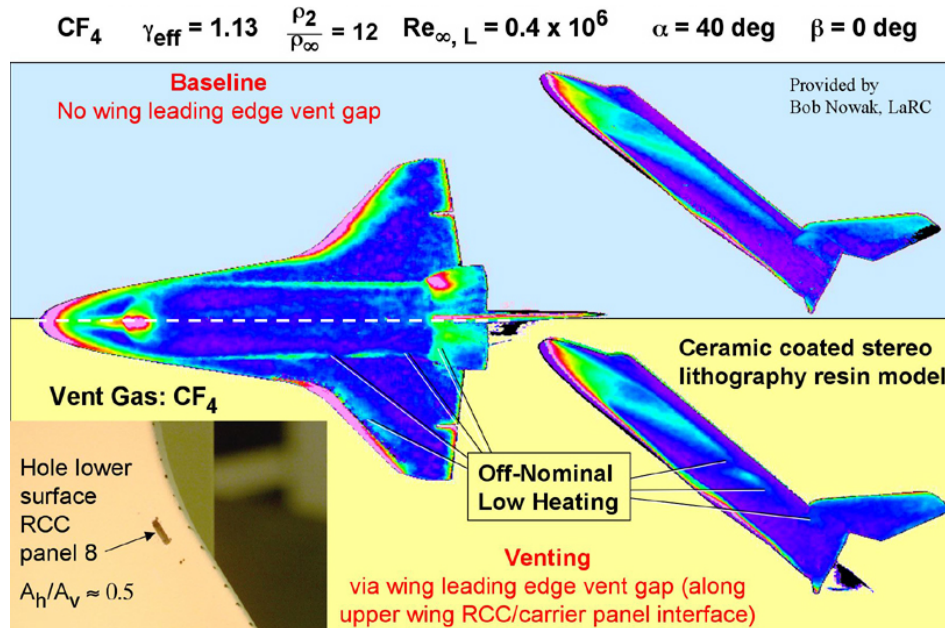 CF₄ γeff = 1.13 ρ₂/ρ∞ = 12 Re∞, L = 0.4 x 10⁶ α = 40 deg β = 0 deg
Baseline
No wing leading edge vent gap
Provided by
Bob Nowak, LaRC
Ceramic coated stereo
lithography resin model
Vent Gas: CF₄
Hole lower
surface
RCC
panel 8
Aₕ/Aᵥ ≈ 0.5
Off-Nominal
Low Heating
Venting
via wing leading edge vent gap (along
upper wing RCC/carrier panel interface)